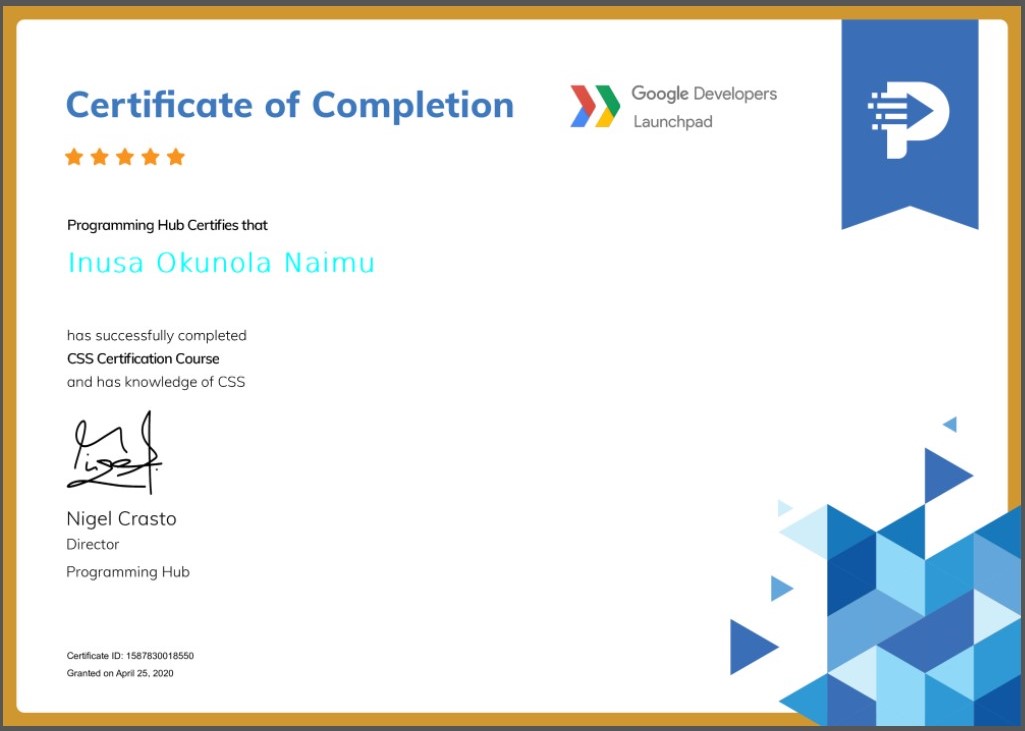 Certificate of Completion
Google Developers
Launchpad
Programming Hub Certifies that
Inusa Okunola Naimu
has successfully completed
CSS Certification Course
and has knowledge of CSS
Nigel Crasto
Director
Programming Hub
Certificate ID: 1587830018550
Granted on April 25, 2020